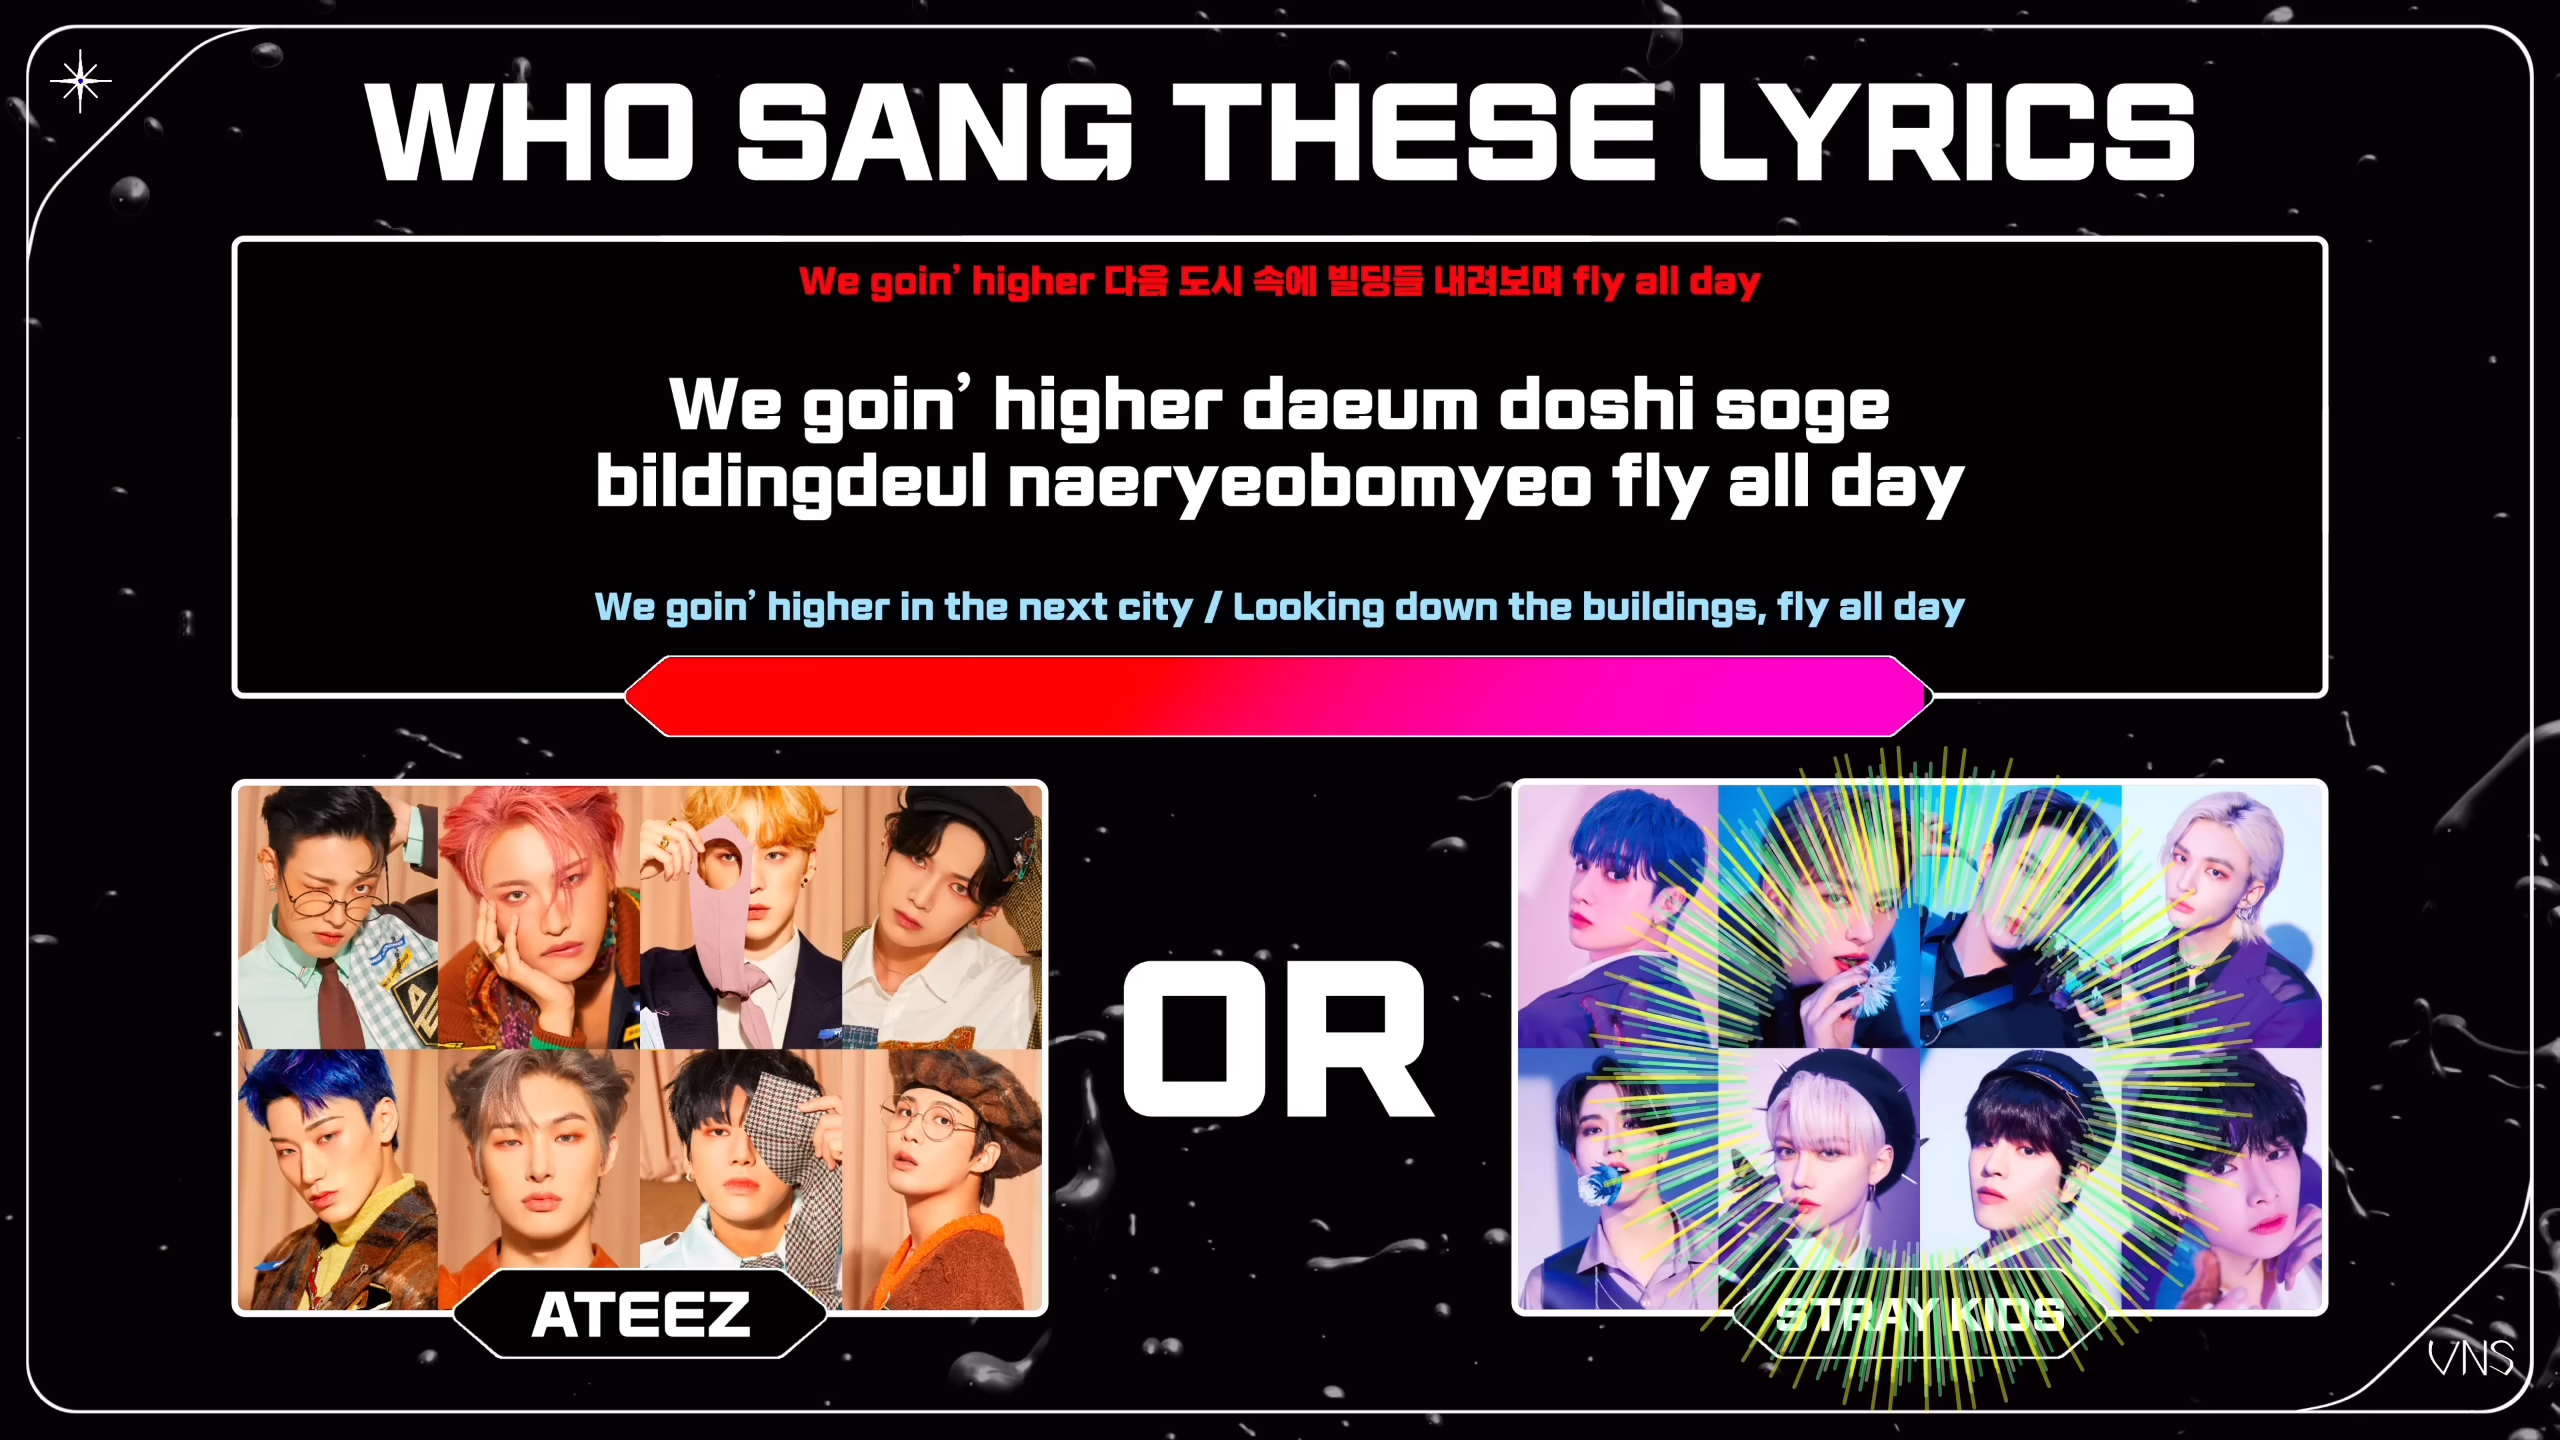 WHO SANG THESE LYRICS
We goin’ higher 다음 도시 속에 빌딩들 내려보며 fly all day
We goin’ higher daeum doshi soge
bildingdeul naeryeobomyeo fly all day
We goin’ higher in the next city / Looking down the buildings, fly all day
OR
ATEEZ
STRAY KIDS
VNS